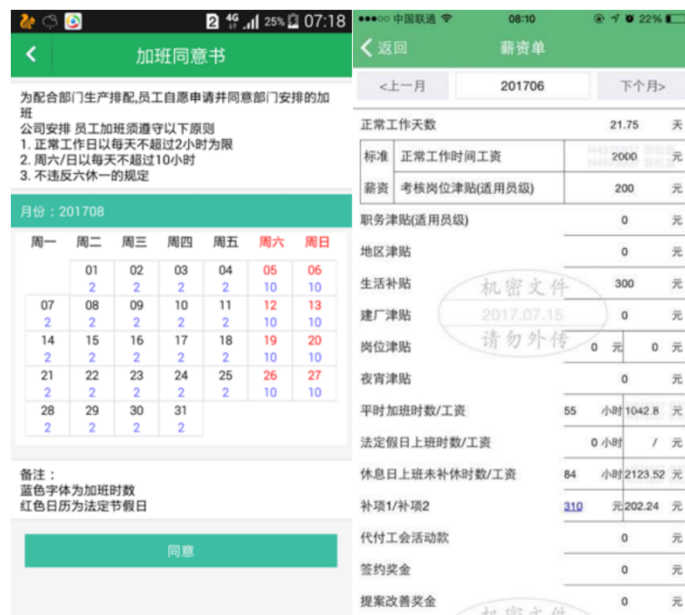 2 4G 25% 07:18
加班同意书
为配合部门生产排配,员工自愿申请并同意部门安排的加
班
公司安排 员工加班须遵守以下原则
1. 正常工作日以每天不超过2小时为限
2. 周六/日以每天不超过10小时
3. 不违反六休一的规定
月份：201708
周一 周二 周三 周四 周五 周六 周日
01 02 03 04 05 06
2 2 2 2 10 10
07 08 09 10 11 12 13
2 2 2 2 2 10 10
14 15 16 17 18 19 20
2 2 2 2 2 10 10
21 22 23 24 25 26 27
2 2 2 2 2 10 10
28 29 30 31
2 2 2 2
备注：
蓝色字体为加班时数
红色日历为法定节假日
同意
中国联通 08:10 22%
返回 薪资单
<上一月 201706 下个月>
正常工作天数 21.75 天
标准 正常工作时间工资 2000 元
薪资 考核岗位津贴(适用员级) 200 元
职务津贴(适用员级) 0 元
地区津贴 0 元
生活补贴 300 元
机密文件
建厂津贴 0 元
2017.07.15
请勿外传
岗位津贴 0 元 0 元
夜宵津贴 0 元
平时加班时数/工资 55 小时 1042.8 元
法定假日上班时数/工资 0 小时 / 元
休息日上班未补休时数/工资 84 小时 2123.52 元
补项1/补项2 310 元 202.24 元
代付工会活动款 0 元
签约奖金 0 元
提案改善奖金 0 元